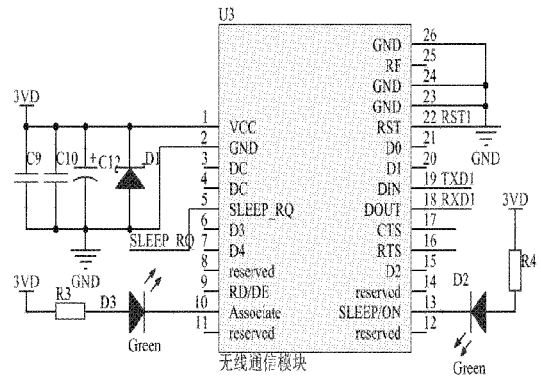 U3
3VD
C9
C10
+
C12
D1
GND
SLEEP_RQ
3VD
R3
D3
Green
1
VCC
2
GND
3
DC
4
DC
5
SLEEP_RQ
6
D3
7
D4
8
reserved
9
RD/DE
10
Associate
11
reserved
GND
26
RF
25
GND
24
GND
23
RST
22
RST1
D0
21
D1
20
DIN
19
TXD1
DOUT
18
RXD1
CTS
17
RTS
16
D2
15
reserved
14
SLEEP/ON
13
reserved
12
GND
3VD
R4
D2
Green
无线通信模块